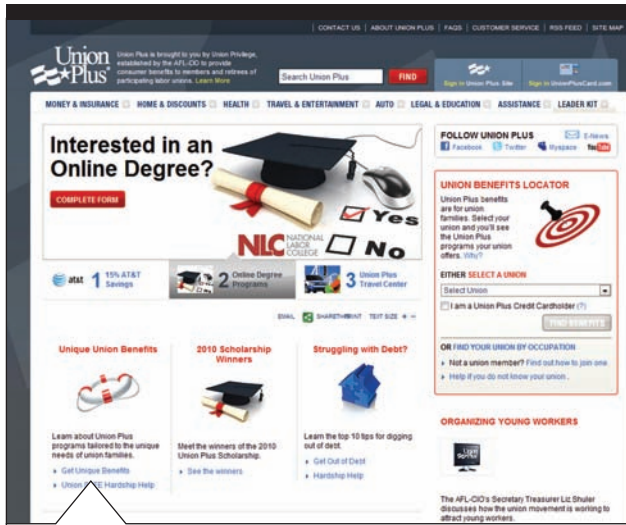 CONTACT US | ABOUT UNION PLUS | FAQS | CUSTOMER SERVICE | RSS FEED | SITE MAP
Union Plus
Union Plus is brought to you by Union Privilege,
established by the AFL-CIO to provide
consumer benefits to members and retirees of
participating labor unions. Learn More
Search Union Plus
FIND
Sign in Union Plus Site
Sign in UnionPlusCard.com
MONEY & INSURANCE
HOME & DISCOUNTS
HEALTH
TRAVEL & ENTERTAINMENT
AUTO
LEGAL & EDUCATION
ASSISTANCE
LEADER KIT
Interested in an
Online Degree?
COMPLETE FORM
Yes
No
NLC NATIONAL LABOR COLLEGE
at&t 1 15% AT&T Savings
2 Online Degree Programs
3 Union Plus Travel Center
EMAIL SHARETHIS PRINT TEXT SIZE + -
Unique Union Benefits
Learn about Union Plus
programs tailored to the unique
needs of union families.
Get Unique Benefits
Union Hardship Help
2010 Scholarship
Winners
Meet the winners of the 2010
Union Plus Scholarship.
See the winners
Struggling with Debt?
Learn the top 10 tips for digging
out of debt.
Get Out of Debt
Hardship Help
FOLLOW UNION PLUS
E-News
Facebook Twitter Myspace YouTube
UNION BENEFITS LOCATOR
Union Plus benefits
are for union
families. Select your
union and you'll see
the Union Plus
programs your union
offers. Why?
EITHER SELECT A UNION
Select Union
I am a Union Plus Credit Cardholder (?)
FIND BENEFITS
OR FIND YOUR UNION BY OCCUPATION
Not a union member? Find out how to join one.
Help if you do not know your union..
ORGANIZING YOUNG WORKERS
The AFL-CIO's Secretary Treasurer Liz Shuler
discusses how the union movement is working to
attract young workers.